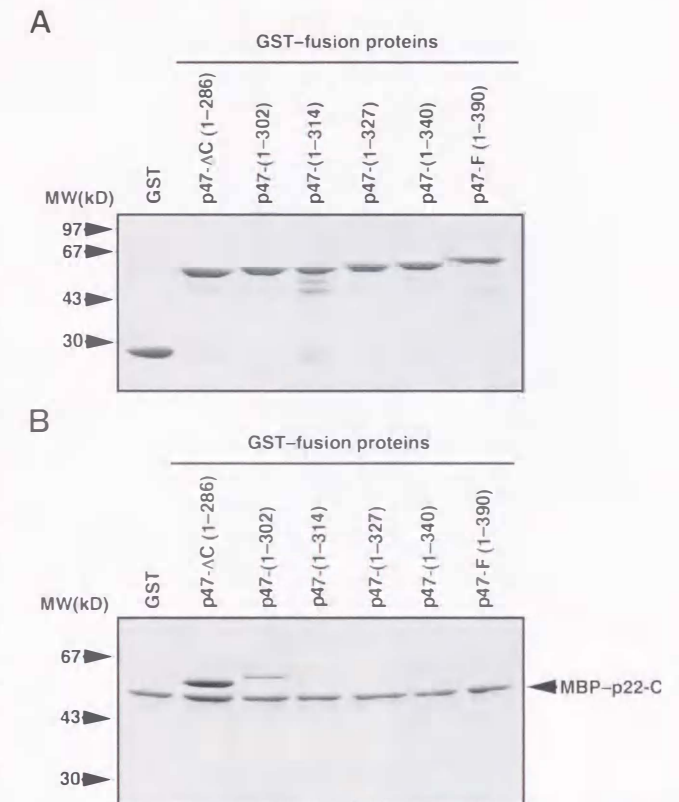 A
GST–fusion proteins
MW(kD)
GST
p47-ΛC (1–286)
p47-(1–302)
p47-(1–314)
p47-(1–327)
p47-(1–340)
p47-F (1–390)
97
67
43
30
B
GST–fusion proteins
MW(kD)
GST
p47-ΛC (1–286)
p47-(1–302)
p47-(1–314)
p47-(1–327)
p47-(1–340)
p47-F (1–390)
67
43
30
MBP–p22-C